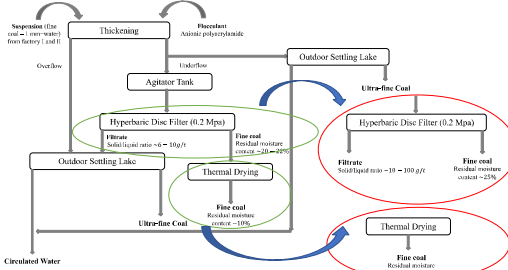 Suspension (fine
coal – 1 mm–water)
from factory I and II
Thickening
Flocculant
Anionic polyacrylamide
Overflow
Underflow
Outdoor Settling Lake
Agitator Tank
Ultra-fine Coal
Hyperbaric Disc Filter (0.2 Mpa)
Filtrate
Solid/liquid ratio ~6 – 10g/t
Fine coal
Residual moisture
content ~20 – 22%
Hyperbaric Disc Filter (0.2 Mpa)
Filtrate
Solid/liquid ratio ~10 – 100 g/t
Fine coal
Residual moisture
content ~25%
Outdoor Settling Lake
Thermal Drying
Fine coal
Residual moisture
content ~10%
Ultra-fine Coal
Thermal Drying
Fine coal
Residual moisture
Circulated Water